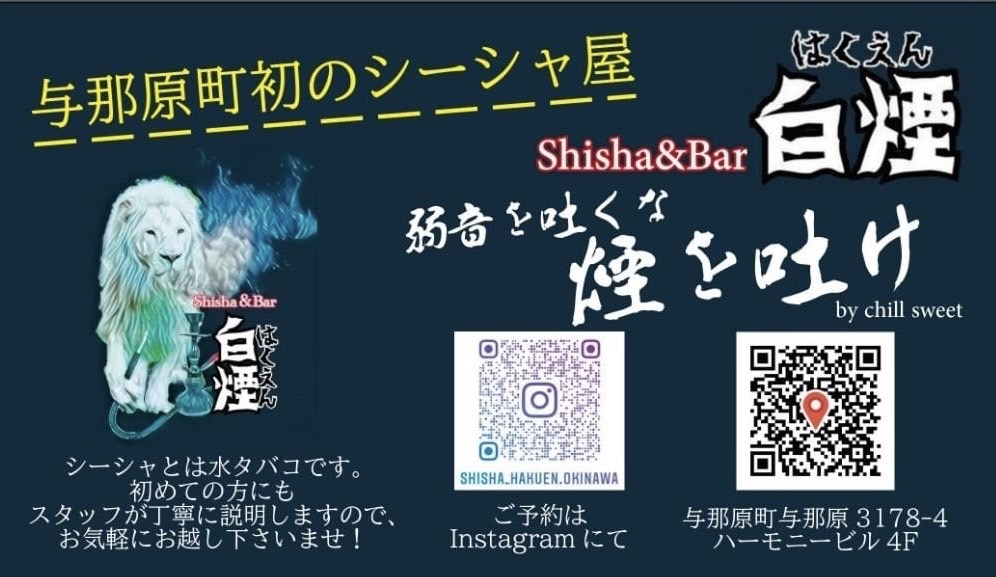 与那原町初のシーシャ屋
はくえん
Shisha&Bar 白煙
弱音を吐くな
煙を吐け
by chill sweet
Shisha&Bar
白煙
はくえん
シーシャとは水タバコです。
初めての方にも
スタッフが丁寧に説明しますので、
お気軽にお越し下さいませ！
SHISHA_HAKUEN.OKINAWA
ご予約は
Instagramにて
与那原町与那原 3178-4
ハーモニービル 4F